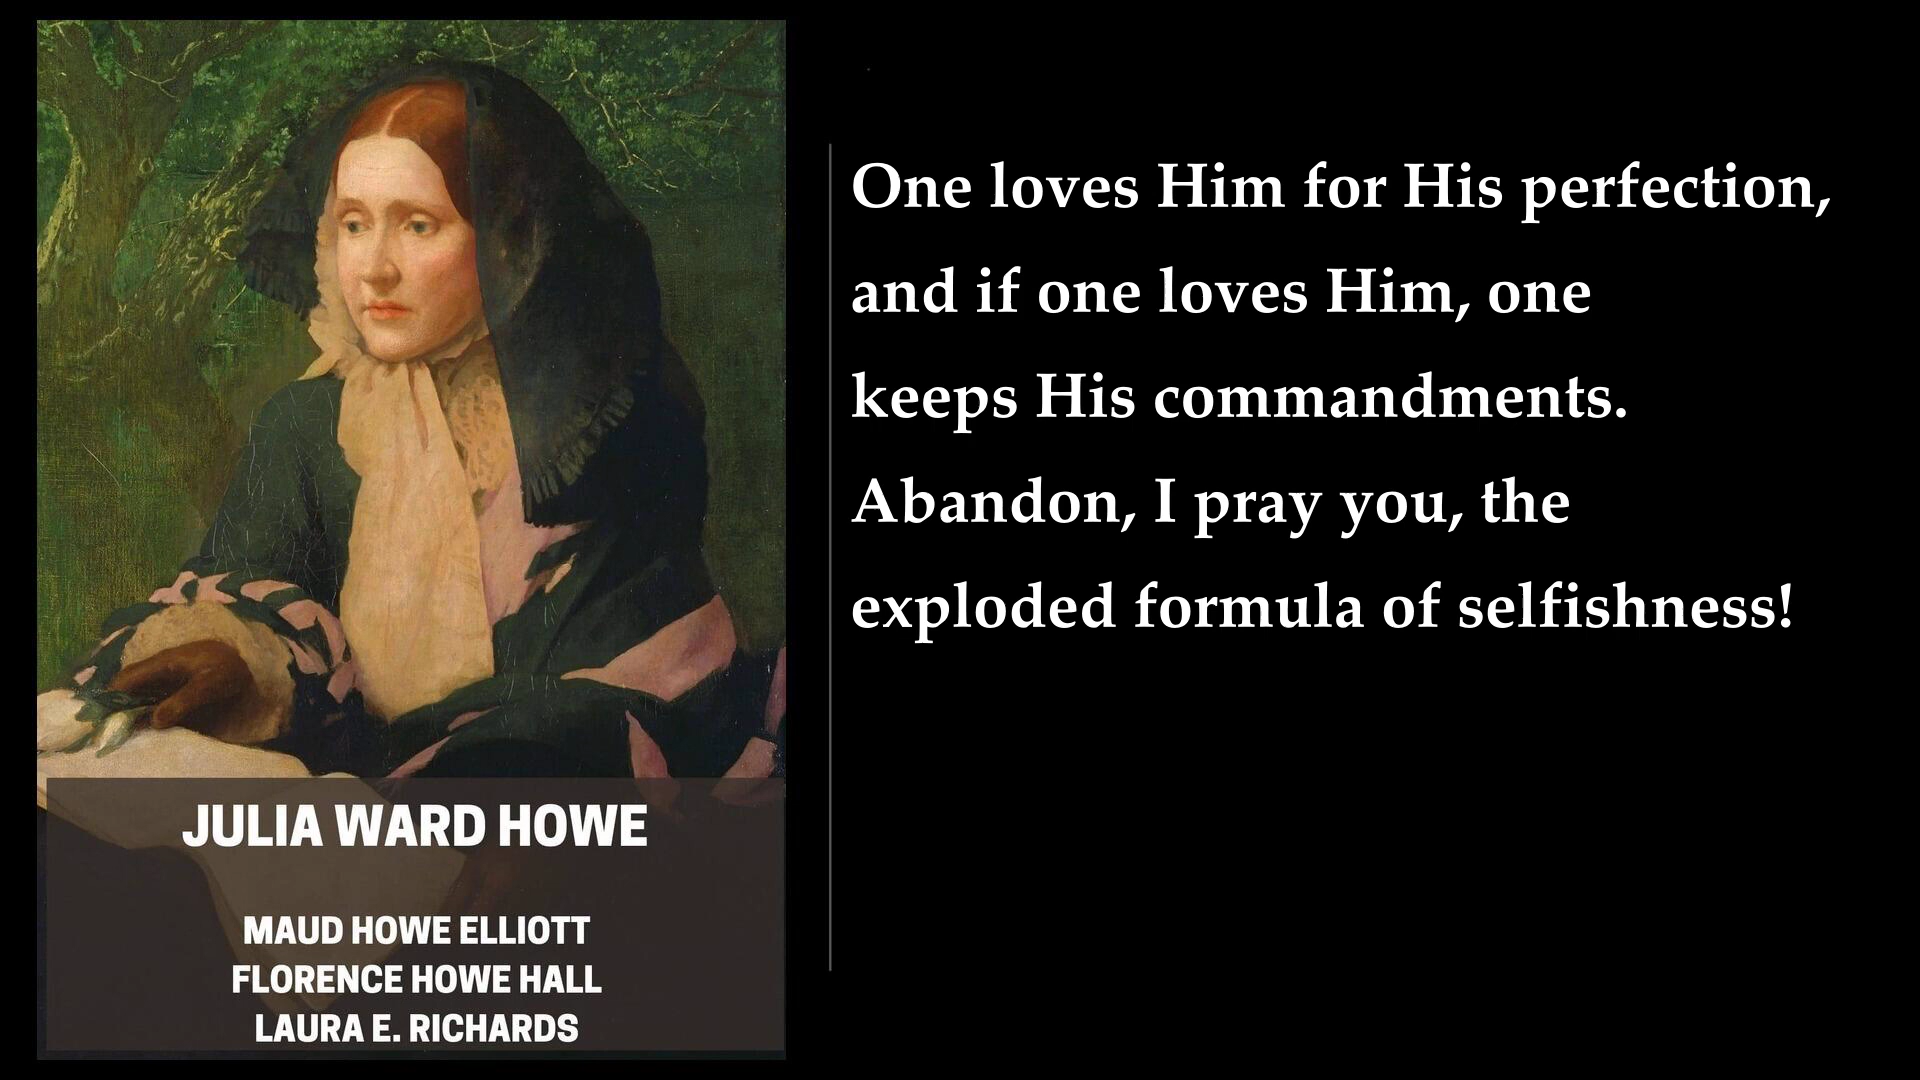 JULIA WARD HOWE
MAUD HOWE ELLIOTT
FLORENCE HOWE HALL
LAURA E. RICHARDS
One loves Him for His perfection,
and if one loves Him, one
keeps His commandments.
Abandon, I pray you, the
exploded formula of selfishness!